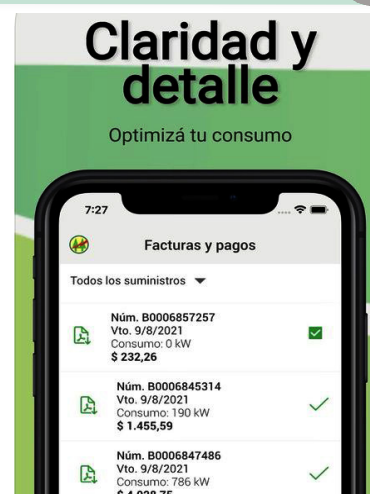 Claridad y
detalle
Optimizá tu consumo
7:27
Facturas y pagos
Todos los suministros
Núm. B0006857257
Vto. 9/8/2021
Consumo: 0 kW
$ 232,26
Núm. B0006845314
Vto. 9/8/2021
Consumo: 190 kW
$ 1.455,59
Núm. B0006847486
Vto. 9/8/2021
Consumo: 786 kW